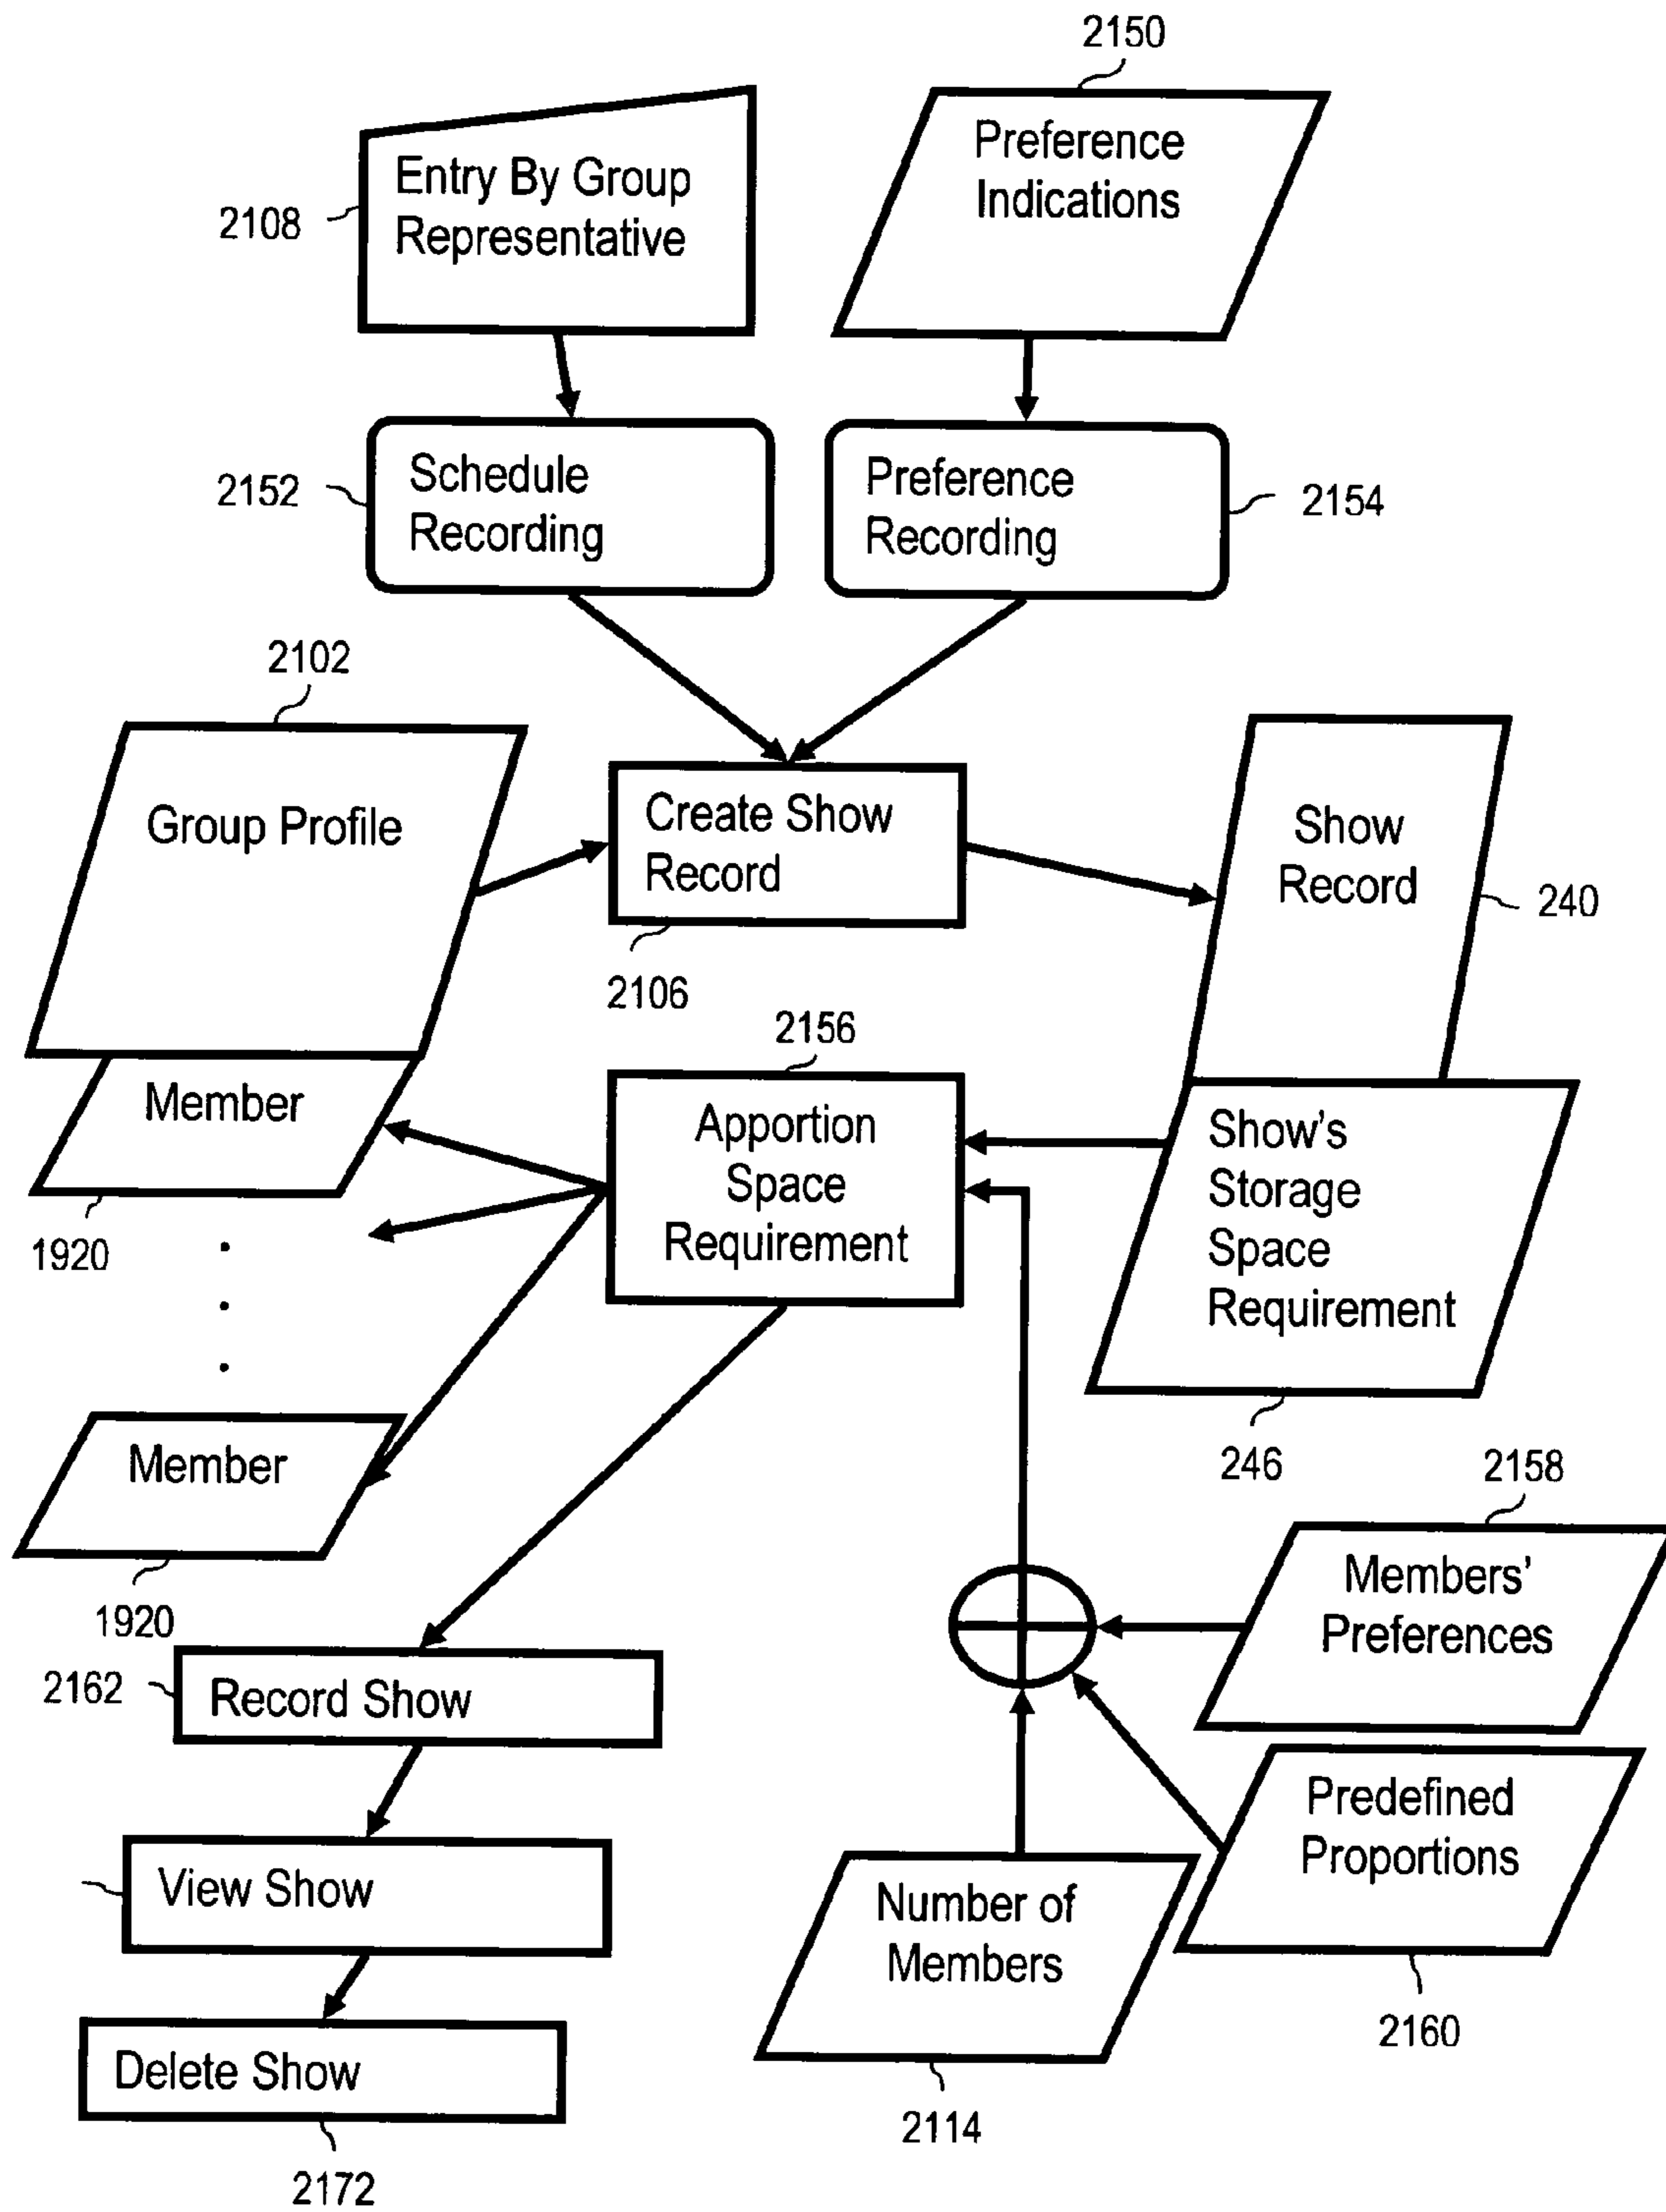 2150
Entry By Group
Representative
2108
Preference
Indications
Schedule
Recording
2152
Preference
Recording
2154
2102
Group Profile
Create Show
Record
2106
Show
Record
240
Member
1920
2156
Apportion
Space
Requirement
Show's
Storage
Space
Requirement
246
.
.
.
Member
1920
2158
Members'
Preferences
Record Show
2162
Predefined
Proportions
2160
View Show
Number of
Members
2114
Delete Show
2172